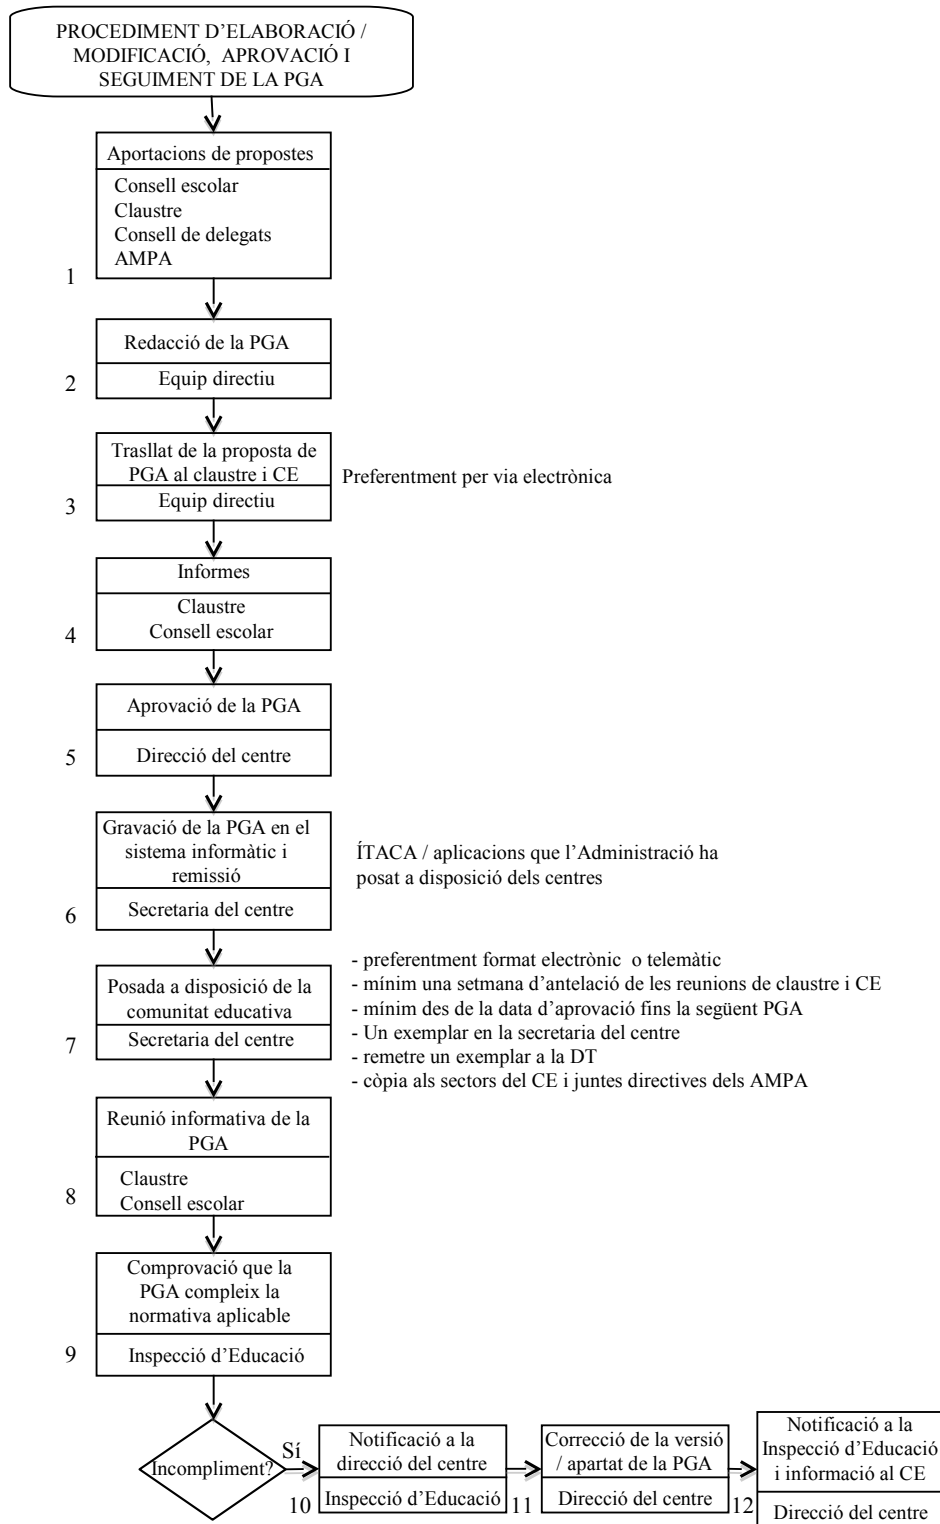 PROCEDIMENT D’ELABORACIÓ /
MODIFICACIÓ, APROVACIÓ I
SEGUIMENT DE LA PGA
Aportacions de propostes
Consell escolar
Claustre
Consell de delegats
AMPA
1
Redacció de la PGA
Equip directiu
2
Trasllat de la proposta de
PGA al claustre i CE
Equip directiu
3
Preferentment per via electrònica
Informes
Claustre
Consell escolar
4
Aprovació de la PGA
Direcció del centre
5
Gravació de la PGA en el
sistema informàtic i
remissió
Secretaria del centre
6
ÍTACA / aplicacions que l’Administració ha
posat a disposició dels centres
Posada a disposició de la
comunitat educativa
Secretaria del centre
7
- preferentment format electrònic o telemàtic
- mínim una setmana d’antelació de les reunions de claustre i CE
- mínim des de la data d’aprovació fins la següent PGA
- Un exemplar en la secretaria del centre
- remetre un exemplar a la DT
- còpia als sectors del CE i juntes directives dels AMPA
Reunió informativa de la
PGA
Claustre
Consell escolar
8
Comprovació que la
PGA compleix la
normativa aplicable
Inspecció d’Educació
9
Incompliment?
Sí
Notificació a la
direcció del centre
Inspecció d’Educació
10
Correcció de la versió
/ apartat de la PGA
Direcció del centre
11
Notificació a la
Inspecció d’Educació
i informació al CE
Direcció del centre
12